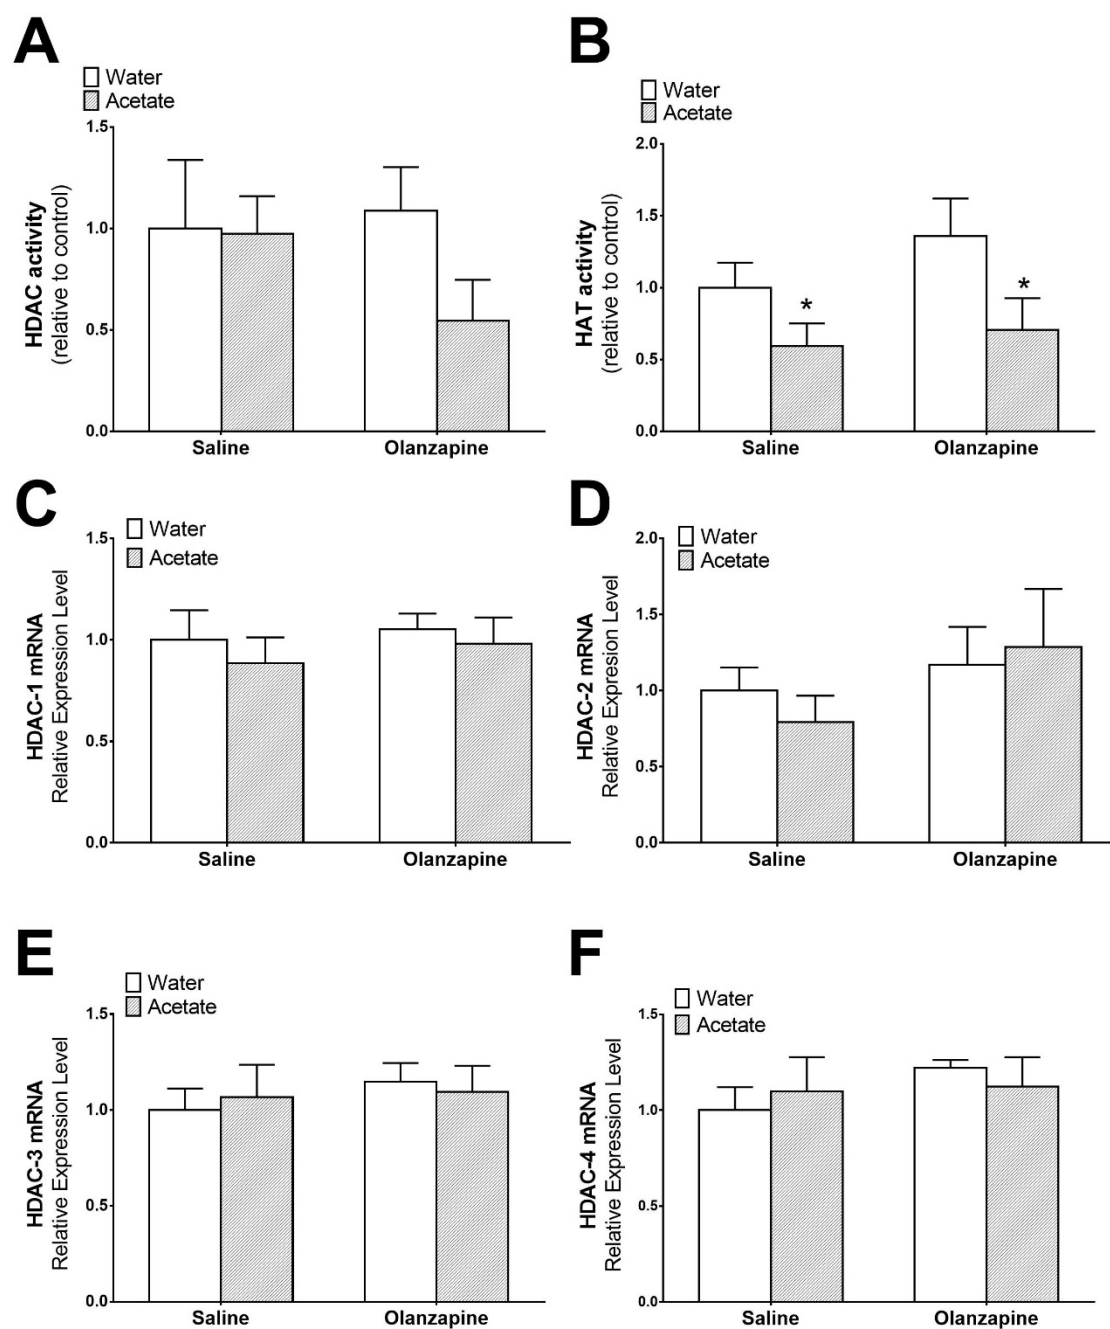 A
Water
Acetate
HDAC activity
(relative to control)
1.5
1.0
0.5
0.0
Saline Olanzapine
B
Water
Acetate
HAT activity
(relative to control)
2.0
1.5
1.0
0.5
0.0
*
*
Saline Olanzapine
C
Water
Acetate
HDAC-1 mRNA
Relative Expression Level
1.5
1.0
0.5
0.0
Saline Olanzapine
D
Water
Acetate
HDAC-2 mRNA
Relative Expresion Level
2.0
1.5
1.0
0.5
0.0
Saline Olanzapine
E
Water
Acetate
HDAC-3 mRNA
Relative Expression Level
1.5
1.0
0.5
0.0
Saline Olanzapine
F
Water
Acetate
HDAC-4 mRNA
Relative Expression Level
1.5
1.0
0.5
0.0
Saline Olanzapine